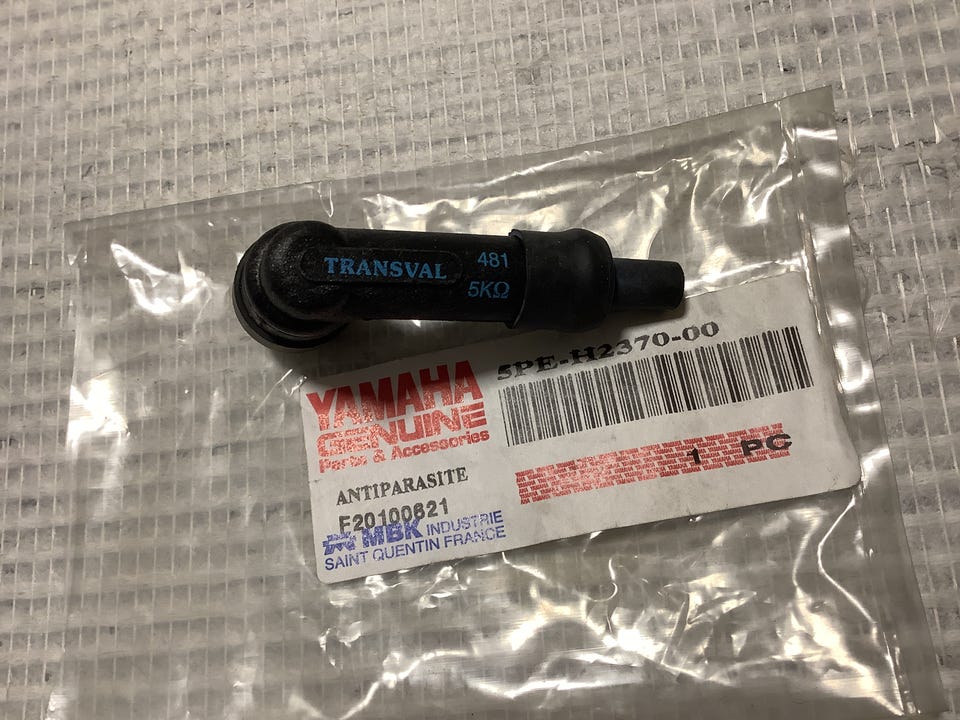 TRANSVAL
481
5KΩ
5PE-H2370-00
YAMAHA
GENUINE
Parts & Accessories
1 PC
ANTIPARASITE
F20100621
MBK INDUSTRIE
SAINT QUENTIN FRANCE